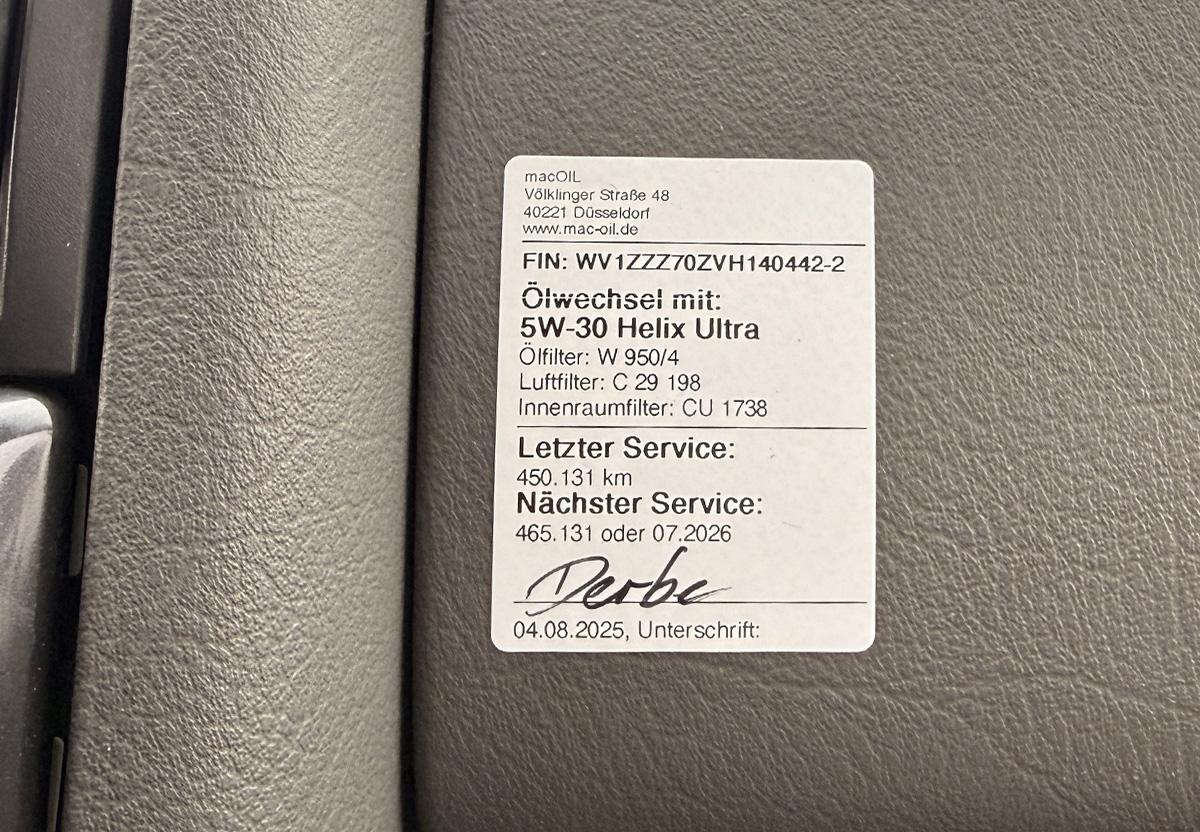 macOIL
Völklinger Straße 48
40221 Düsseldorf
www.mac-oil.de
FIN: WV1ZZZ70ZVH140442-2
Ölwechsel mit:
5W-30 Helix Ultra
Ölfilter: W 950/4
Luftfilter: C 29 198
Innenraumfilter: CU 1738
Letzter Service:
450.131 km
Nächster Service:
465.131 oder 07.2026
Derbe
04.08.2025, Unterschrift: